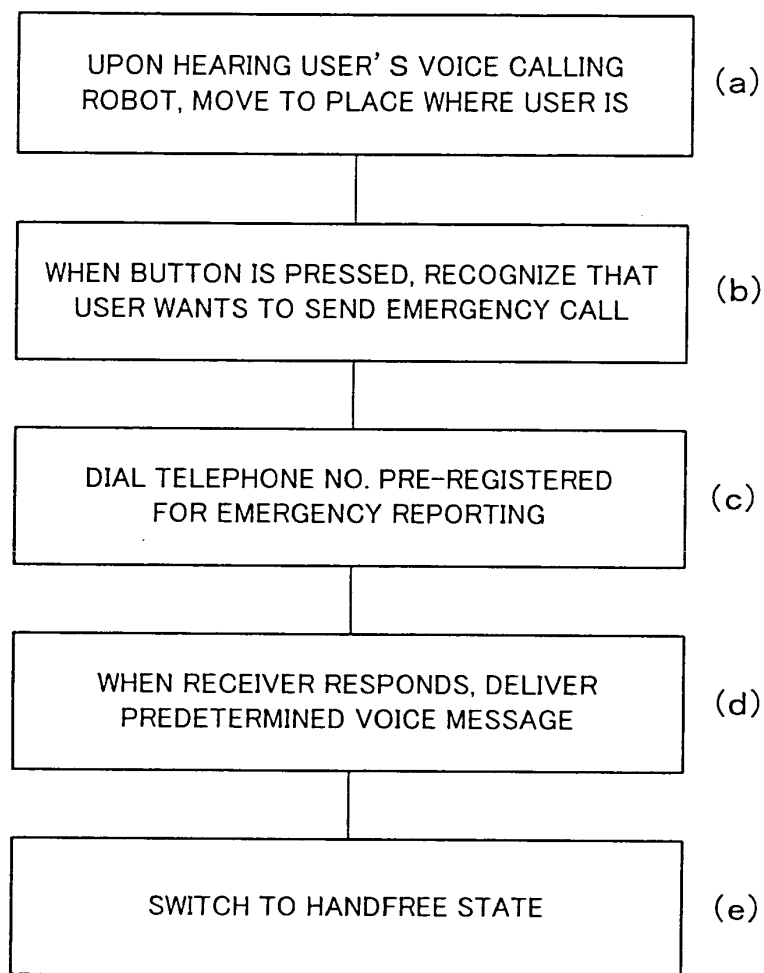 UPON HEARING USER' S VOICE CALLING
ROBOT, MOVE TO PLACE WHERE USER IS
(a)
WHEN BUTTON IS PRESSED, RECOGNIZE THAT
USER WANTS TO SEND EMERGENCY CALL
(b)
DIAL TELEPHONE NO. PRE-REGISTERED
FOR EMERGENCY REPORTING
(c)
WHEN RECEIVER RESPONDS, DELIVER
PREDETERMINED VOICE MESSAGE
(d)
SWITCH TO HANDFREE STATE
(e)